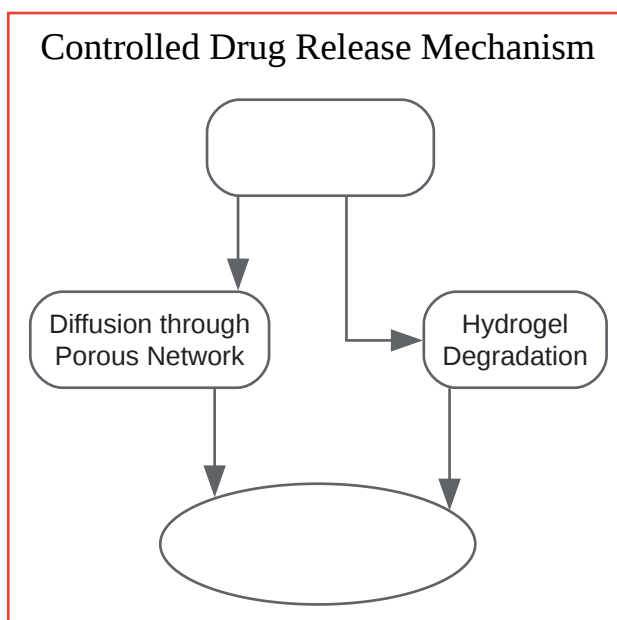 Controlled Drug Release Mechanism
Diffusion through
Porous Network
Hydrogel
Degradation